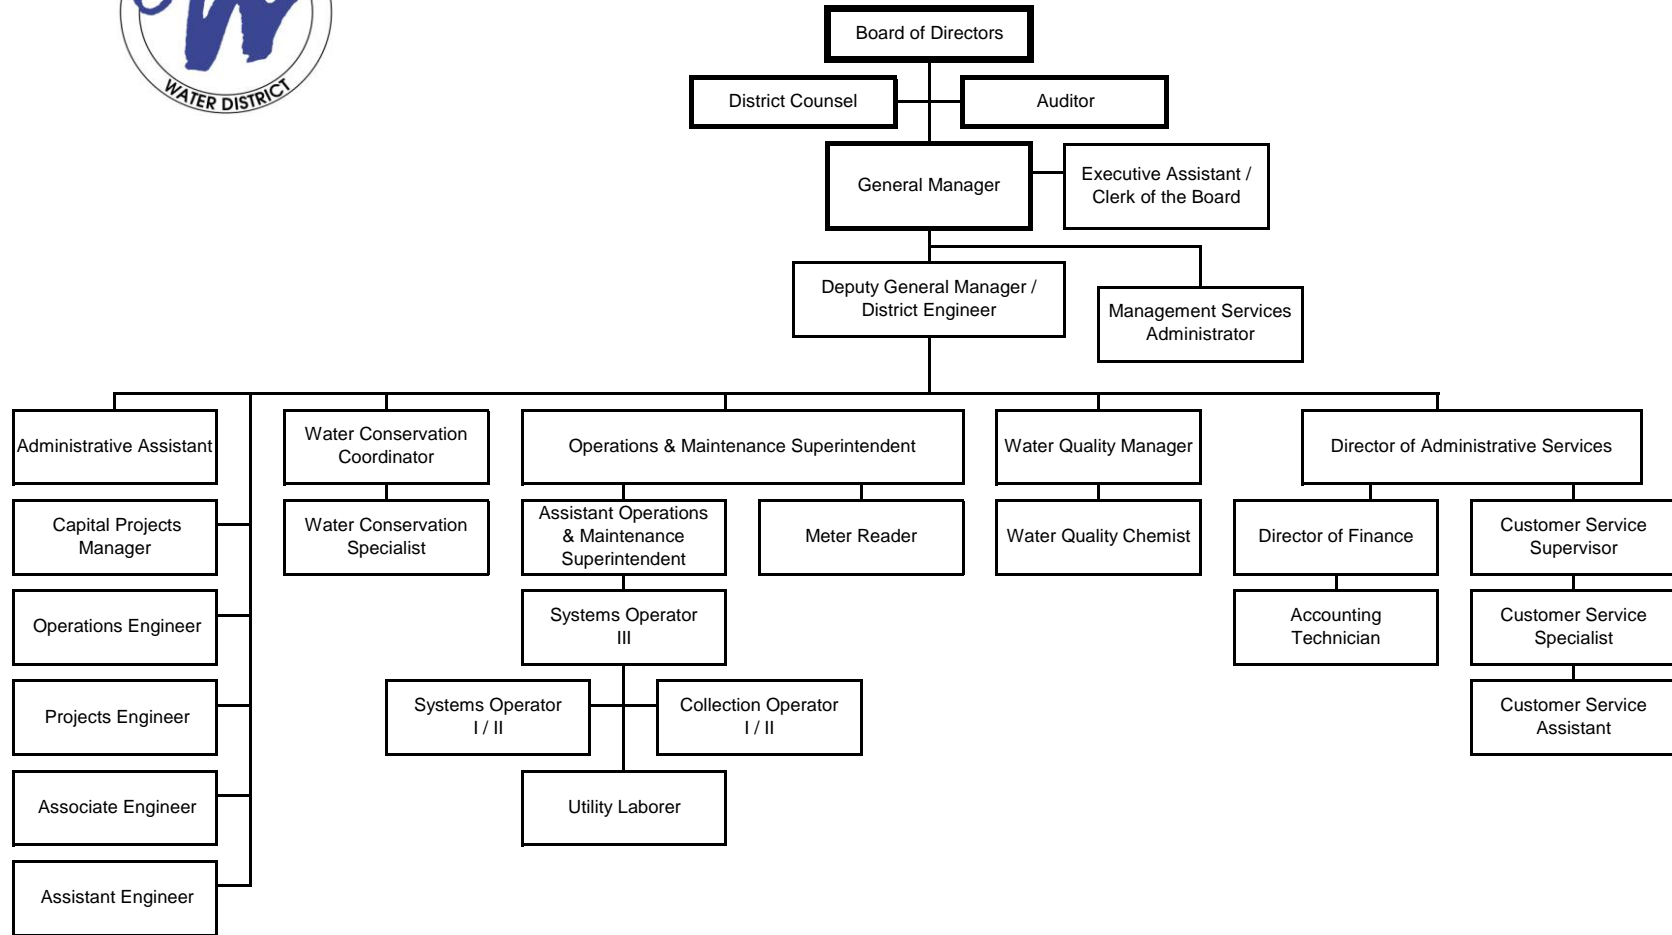 WATER DISTRICT
Board of Directors
District Counsel
Auditor
General Manager
Executive Assistant /
Clerk of the Board
Deputy General Manager /
District Engineer
Management Services
Administrator
Administrative Assistant
Water Conservation
Coordinator
Operations & Maintenance Superintendent
Water Quality Manager
Director of Administrative Services
Capital Projects
Manager
Water Conservation
Specialist
Assistant Operations
& Maintenance
Superintendent
Meter Reader
Water Quality Chemist
Director of Finance
Customer Service
Supervisor
Operations Engineer
Systems Operator
III
Accounting
Technician
Customer Service
Specialist
Projects Engineer
Systems Operator
I / II
Collection Operator
I / II
Customer Service
Assistant
Associate Engineer
Utility Laborer
Assistant Engineer